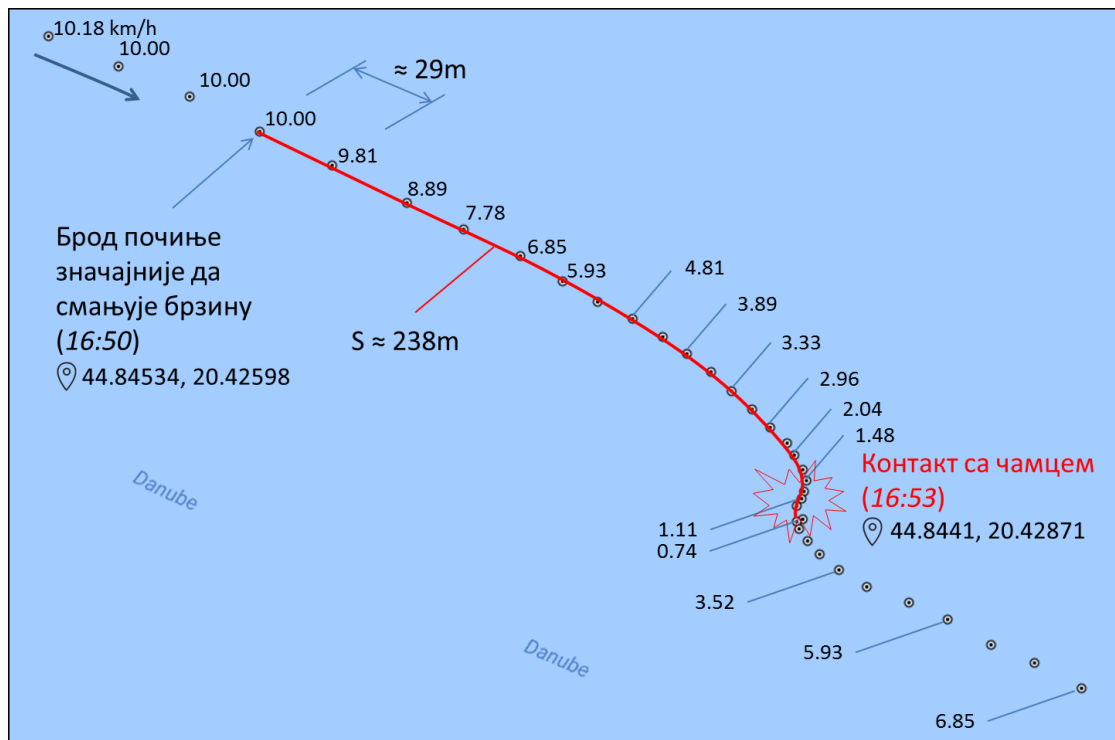 10.18 km/h
10.00
10.00
10.00
≈ 29m
9.81
8.89
7.78
6.85
5.93
4.81
3.89
3.33
2.96
2.04
1.48
Брод почиње
значајније да
смањује брзину
(16:50)
44.84534, 20.42598
S ≈ 238m
Контакт са чамцем
(16:53)
44.8441, 20.42871
Danube
1.11
0.74
3.52
Danube
5.93
6.85